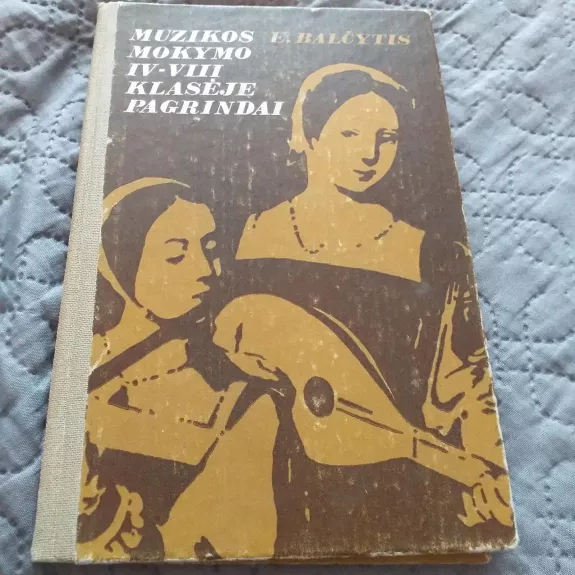 MUZIKOS E. BALČYTIS
MOKYMO
IV-VIII
KLASĖJE
PAGRINDAI